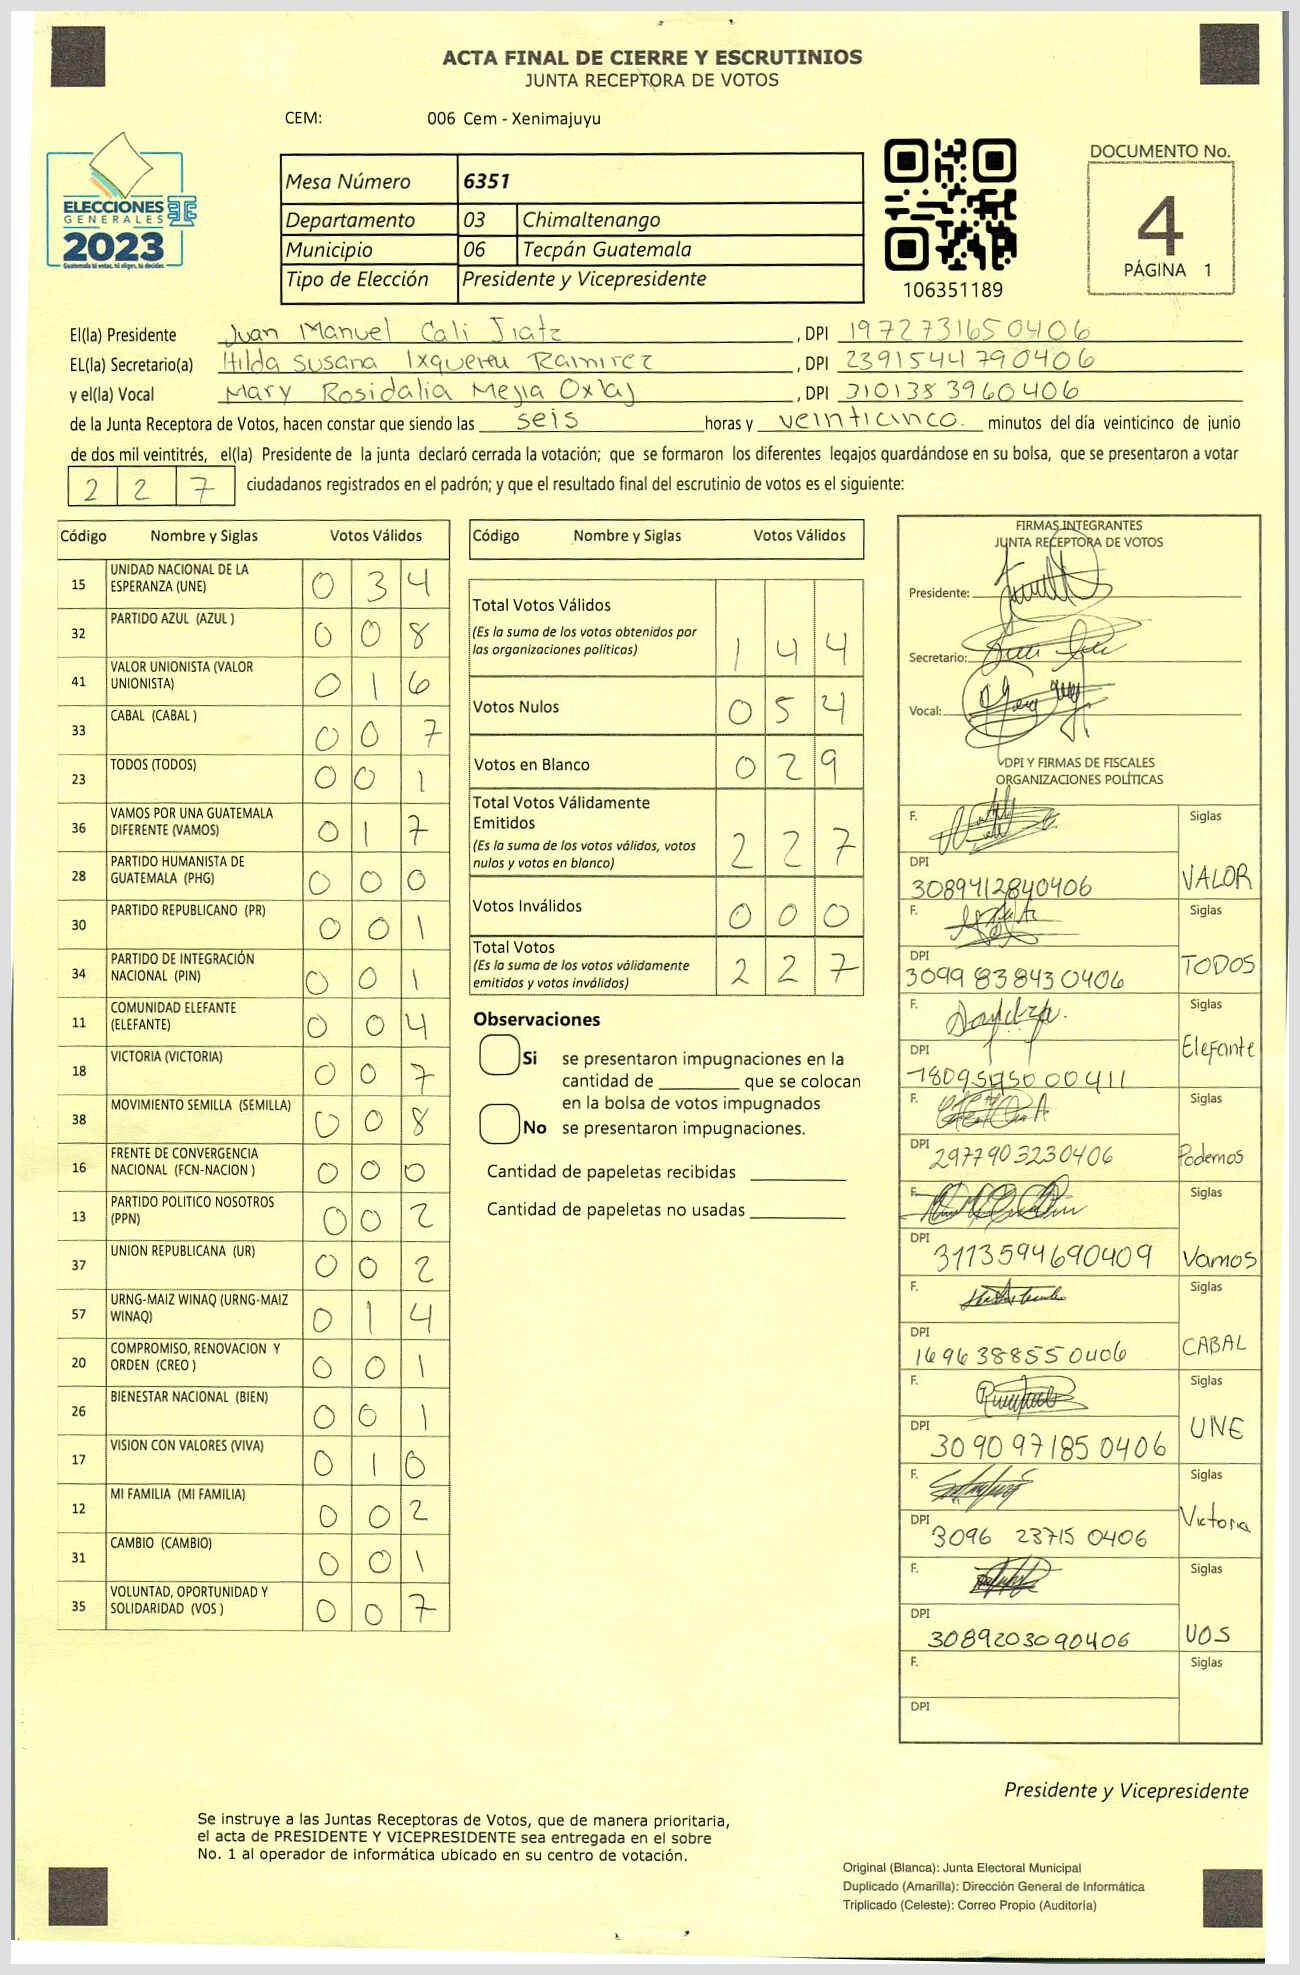 ACTA FINAL DE CIERRE Y ESCRUTINIOS
JUNTA RECEPTORA DE VOTOS
CEM: 006 Cem - Xenimajuyu
ELECCIONES
GENERALES
2023
Guatemala tú votas, tú eliges, tú decides
Mesa Número 6351
Departamento 03 Chimaltenango
Municipio 06 Tecpán Guatemala
Tipo de Elección Presidente y Vicepresidente
106351189
DOCUMENTO No.
4
PÁGINA 1
El(la) Presidente Juan Manuel Cali Jiatz , DPI 1972731650406
EL(la) Secretario(a) Hilda Susana Ixquereu Ramirez , DPI 2391544790406
y el(la) Vocal Mary Rosidalia Mejia Oxlaj , DPI 3101383960406
de la Junta Receptora de Votos, hacen constar que siendo las seis horas y veinticinco. minutos del día veinticinco de junio
de dos mil veintitrés, el(la) Presidente de la junta declaró cerrada la votación; que se formaron los diferentes legajos guardándose en su bolsa, que se presentaron a votar
2 2 7 ciudadanos registrados en el padrón; y que el resultado final del escrutinio de votos es el siguiente:
Código Nombre y Siglas Votos Válidos
15 UNIDAD NACIONAL DE LA ESPERANZA (UNE) 0 3 4
32 PARTIDO AZUL (AZUL ) 0 0 8
41 VALOR UNIONISTA (VALOR UNIONISTA) 0 1 6
33 CABAL (CABAL ) 0 0 7
23 TODOS (TODOS) 0 0 1
36 VAMOS POR UNA GUATEMALA DIFERENTE (VAMOS) 0 1 7
28 PARTIDO HUMANISTA DE GUATEMALA (PHG) 0 0 0
30 PARTIDO REPUBLICANO (PR) 0 0 1
34 PARTIDO DE INTEGRACIÓN NACIONAL (PIN) 0 0 1
11 COMUNIDAD ELEFANTE (ELEFANTE) 0 0 4
18 VICTORIA (VICTORIA) 0 0 7
38 MOVIMIENTO SEMILLA (SEMILLA) 0 0 8
16 FRENTE DE CONVERGENCIA NACIONAL (FCN-NACION ) 0 0 0
13 PARTIDO POLITICO NOSOTROS (PPN) 0 0 2
37 UNION REPUBLICANA (UR) 0 0 2
57 URNG-MAIZ WINAQ (URNG-MAIZ WINAQ) 0 1 4
20 COMPROMISO, RENOVACION Y ORDEN (CREO ) 0 0 1
26 BIENESTAR NACIONAL (BIEN) 0 0 1
17 VISION CON VALORES (VIVA) 0 1 0
12 MI FAMILIA (MI FAMILIA) 0 0 2
31 CAMBIO (CAMBIO) 0 0 1
35 VOLUNTAD, OPORTUNIDAD Y SOLIDARIDAD (VOS ) 0 0 7
Código Nombre y Siglas Votos Válidos
Total Votos Válidos
(Es la suma de los votos obtenidos por
las organizaciones políticas) 1 4 4
Votos Nulos 0 5 4
Votos en Blanco 0 2 9
Total Votos Válidamente
Emitidos
(Es la suma de los votos válidos, votos
nulos y votos en blanco) 2 2 7
Votos Inválidos 0 0 0
Total Votos
(Es la suma de los votos válidamente
emitidos y votos inválidos) 2 2 7
Observaciones
Si se presentaron impugnaciones en la
cantidad de ________ que se colocan
en la bolsa de votos impugnados
No se presentaron impugnaciones.
Cantidad de papeletas recibidas
Cantidad de papeletas no usadas
FIRMAS INTEGRANTES
JUNTA RECEPTORA DE VOTOS
Presidente:
Secretario:
Vocal:
DPI Y FIRMAS DE FISCALES
ORGANIZACIONES POLÍTICAS
F. Siglas
DPI 3089412840406 VALOR
F. Siglas
DPI 3099838430406 TODOS
F. Siglas
DPI Elefante
F. Siglas
DPI 2977903230406 Podemos
F. Siglas
DPI 3113594690409 Vamos
F. Siglas
DPI 1696388550406 CABAL
F. Siglas
DPI 3090971850406 UNE
F. Siglas
DPI 3096 23715 0406 Victoria
F. Siglas
DPI 3089203090406 VOS
F. Siglas
DPI
Presidente y Vicepresidente
Se instruye a las Juntas Receptoras de Votos, que de manera prioritaria,
el acta de PRESIDENTE Y VICEPRESIDENTE sea entregada en el sobre
No. 1 al operador de informática ubicado en su centro de votación.
Original (Blanca): Junta Electoral Municipal
Duplicado (Amarilla): Dirección General de Informática
Triplicado (Celeste): Correo Propio (Auditoría)